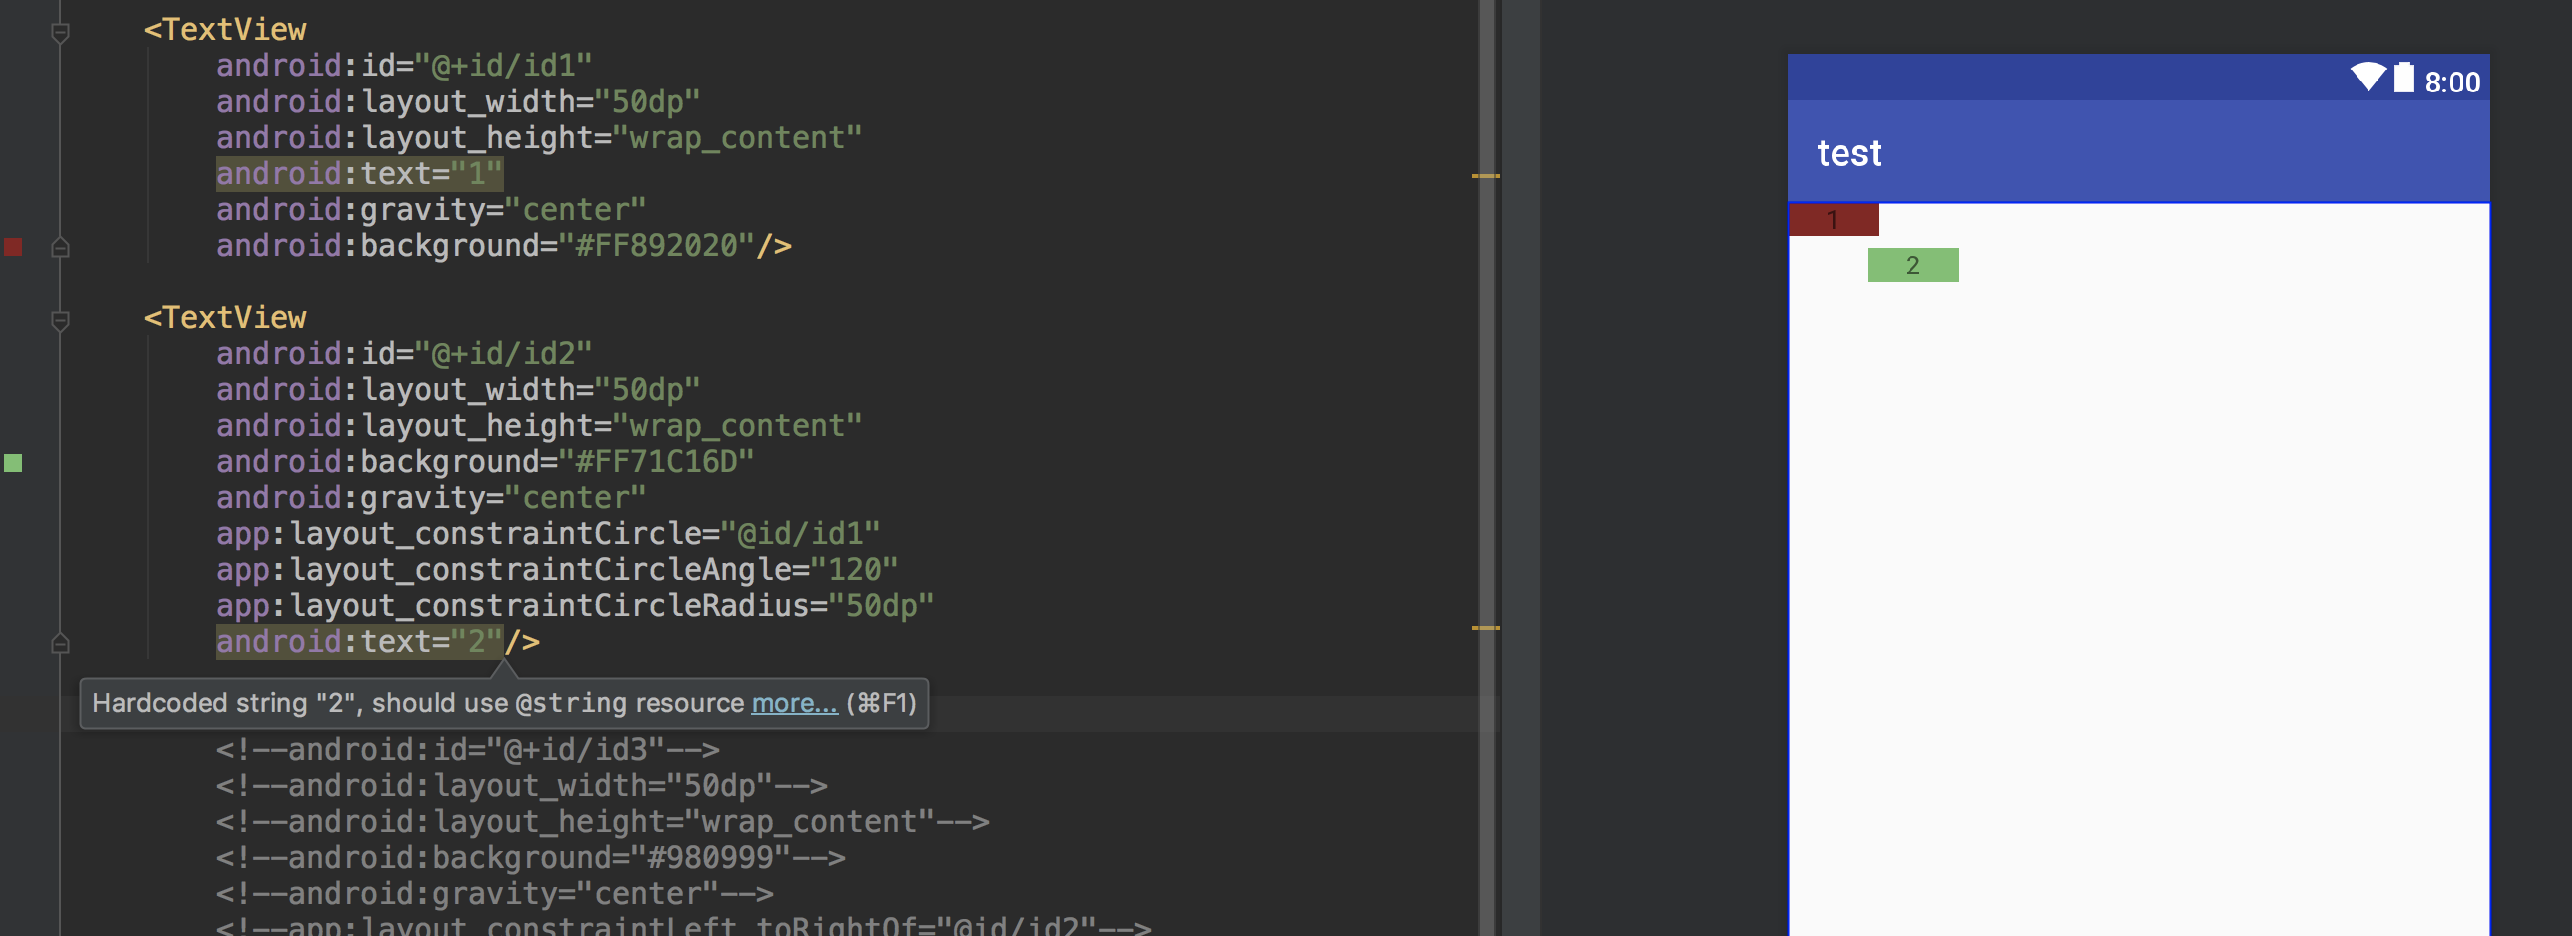 <TextView
android:id="@+id/id1"
android:layout_width="50dp"
android:layout_height="wrap_content"
android:text="1"
android:gravity="center"
android:background="#FF892020"/>
<TextView
android:id="@+id/id2"
android:layout_width="50dp"
android:layout_height="wrap_content"
android:background="#FF71C16D"
android:gravity="center"
app:layout_constraintCircle="@id/id1"
app:layout_constraintCircleAngle="120"
app:layout_constraintCircleRadius="50dp"
android:text="2"/>
Hardcoded string "2", should use @string resource more... (⌘F1)
<!--android:id="@+id/id3"-->
<!--android:layout_width="50dp"-->
<!--android:layout_height="wrap_content"-->
<!--android:background="#980999"-->
<!--android:gravity="center"-->
<!--app:layout_constraintLeft_toRightOf="@id/id2"-->
8:00
test
1
2